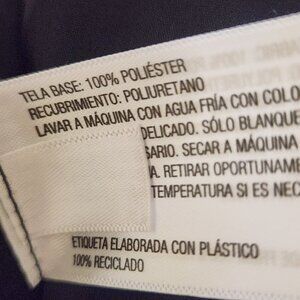 TELA BASE: 100% POLIÉSTER
RECUBRIMIENTO: POLIURETANO
LAVAR A MÁQUINA CON AGUA FRÍA CON COLO
DELICADO. SÓLO BLANQUE
SARIO. SECAR A MÁQUINA
A. RETIRAR OPORTUNAME
TEMPERATURA SI ES NEC
ETIQUETA ELABORADA CON PLÁSTICO
100% RECICLADO